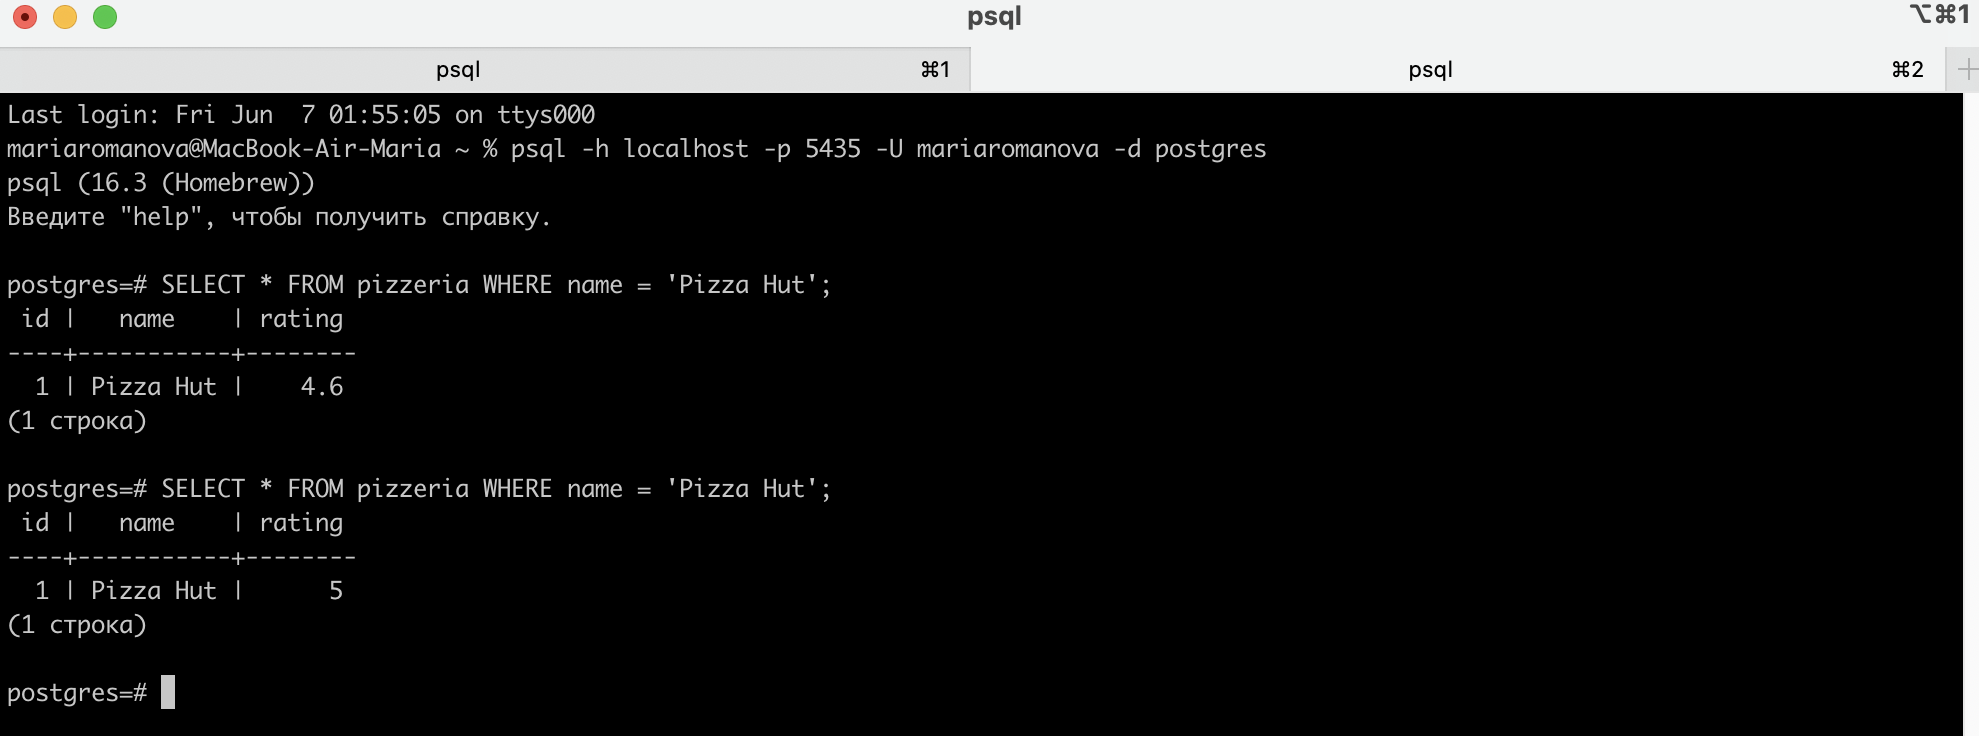 psql ⌥⌘1
psql ⌘1 psql ⌘2
Last login: Fri Jun  7 01:55:05 on ttys000
mariaromanova@MacBook-Air-Maria ~ % psql -h localhost -p 5435 -U mariaromanova -d postgres
psql (16.3 (Homebrew))
Введите "help", чтобы получить справку.
postgres=# SELECT * FROM pizzeria WHERE name = 'Pizza Hut';
 id |   name    | rating
----+-----------+--------
  1 | Pizza Hut |    4.6
(1 строка)
postgres=# SELECT * FROM pizzeria WHERE name = 'Pizza Hut';
 id |   name    | rating
----+-----------+--------
  1 | Pizza Hut |      5
(1 строка)
postgres=#